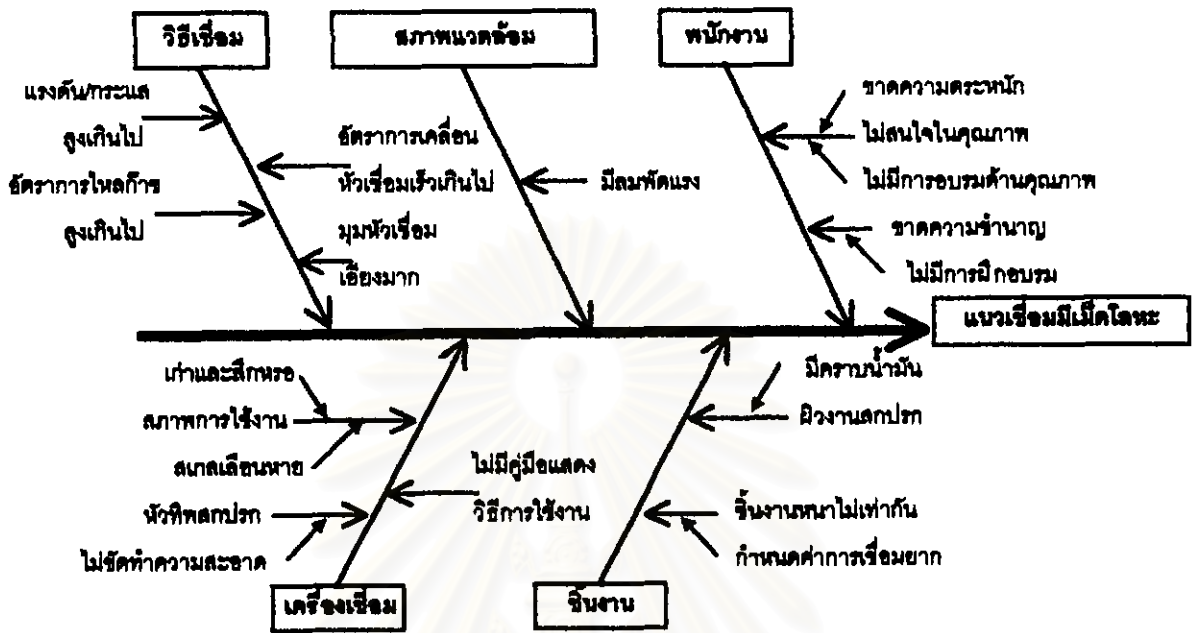 วิธีเชื่อม
สภาพแวดล้อม
พนักงาน
แรงดัน/กระแส
สูงเกินไป
อัตราการไหลก๊าซ
สูงเกินไป
อัตราการเคลื่อน
หัวเชื่อมเร็วเกินไป
มุมหัวเชื่อม
เอียงมาก
มีลมพัดแรง
ขาดความตระหนัก
ไม่สนใจในคุณภาพ
ไม่มีการอบรมด้านคุณภาพ
ขาดความชำนาญ
ไม่มีการฝึกอบรม
แนวเชื่อมมีเม็ดโลหะ
เก่าและสึกหรอ
สภาพการใช้งาน
สเกลเลือนหาย
หัวทิพสกปรก
ไม่ขัดทำความสะอาด
ไม่มีคู่มือแสดง
วิธีการใช้งาน
มีคราบน้ำมัน
ผิวงานสกปรก
ชิ้นงานหนาไม่เท่ากัน
กำหนดค่าการเชื่อมยาก
เครื่องเชื่อม
ชิ้นงาน